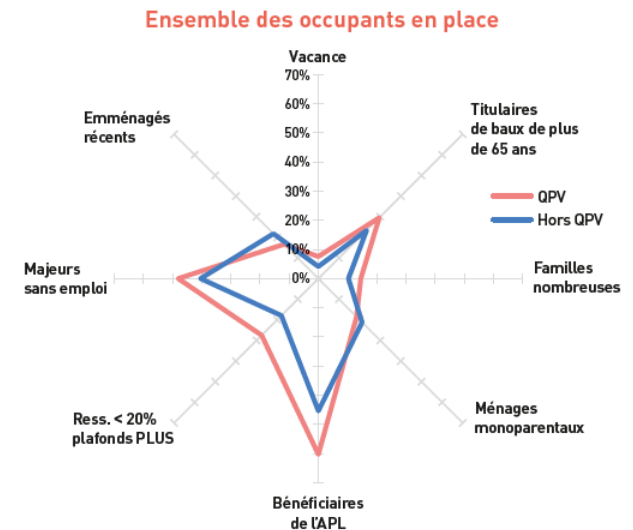 Ensemble des occupants en place
Vacance
70%
60%
50%
40%
30%
20%
10%
0%
Titulaires
de baux de plus
de 65 ans
QPV
Hors QPV
Familles
nombreuses
Ménages
monoparentaux
Bénéficiaires
de l'APL
Ress. < 20%
plafonds PLUS
Majeurs
sans emploi
Emménagés
récents